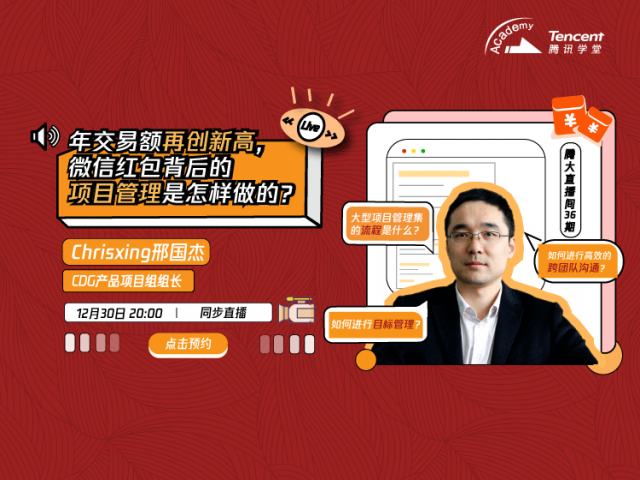 Academy
Tencent
腾讯学堂
Live
年交易额再创新高,
微信红包背后的
项目管理是怎样做的?
Chrisxing邢国杰
CDG产品项目组组长
12月30日 20:00 | 同步直播
点击预约
腾大直播间36期
大型项目管理集
的流程是什么?
如何进行高效的
跨团队沟通?
如何进行目标管理?